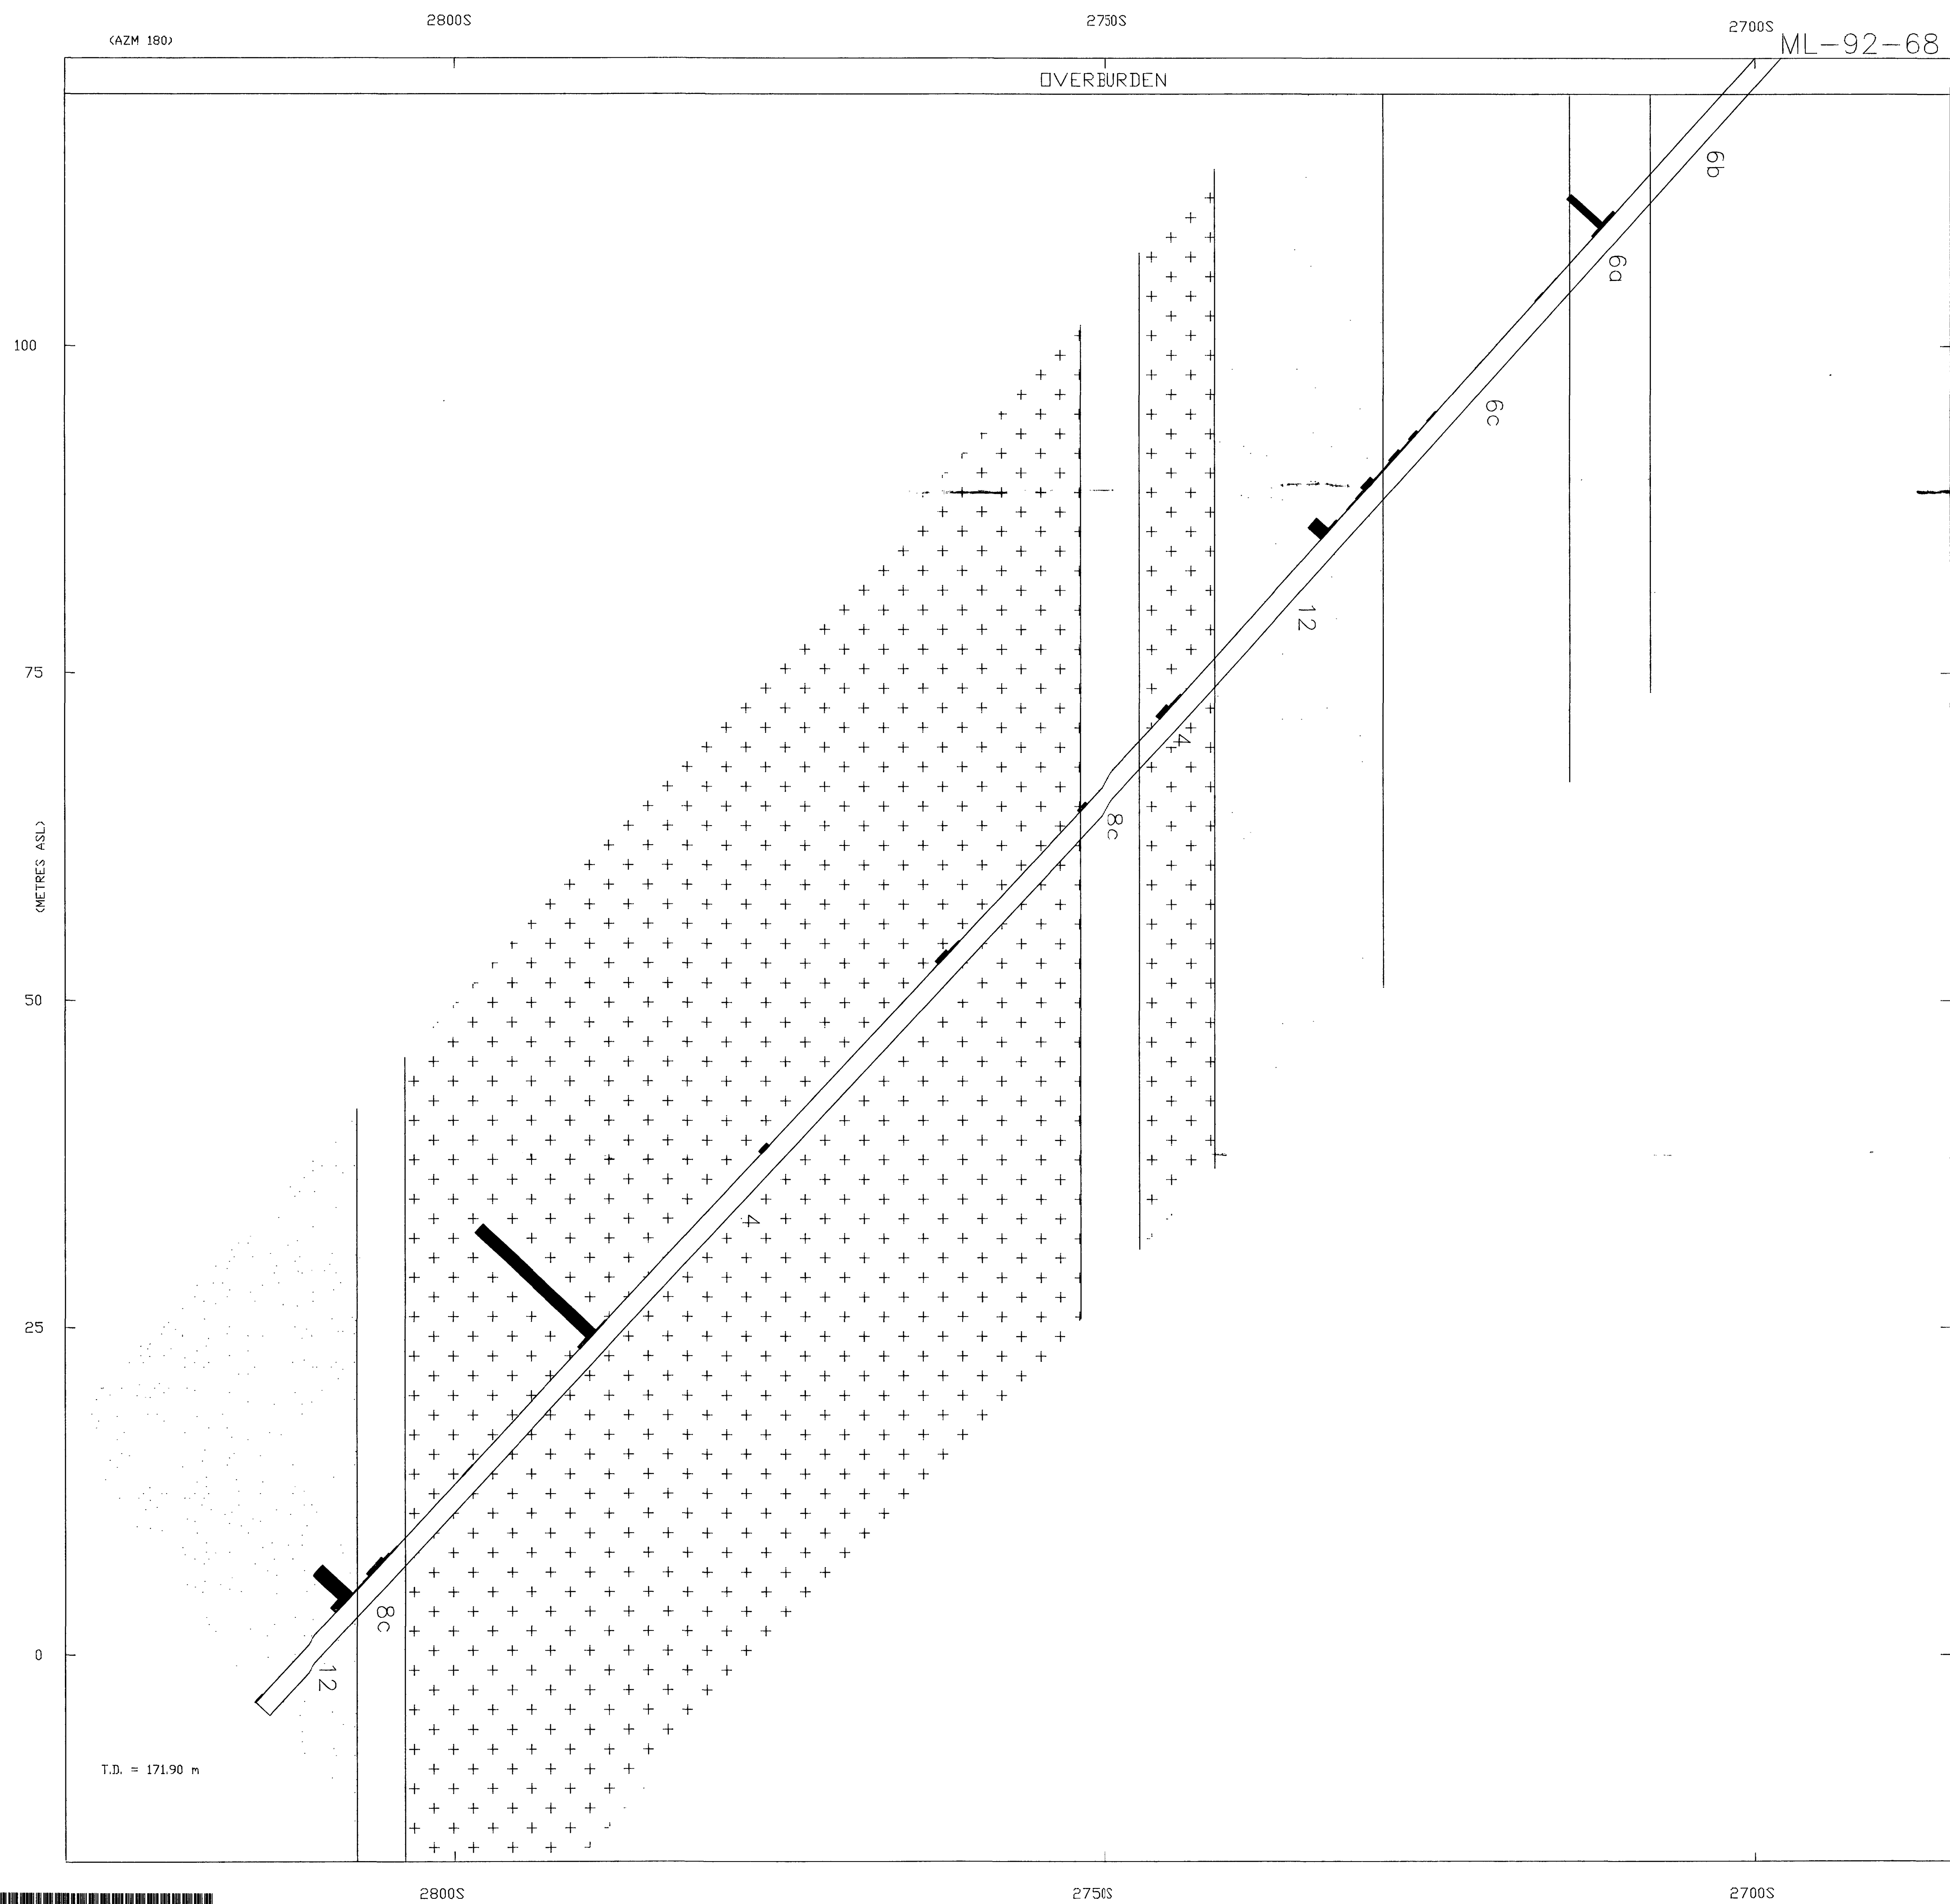 2800S 2750S 2700S
(AZM 180) ML-92-68
OVERBURDEN
6b
6a
100
6c
12
75
4
8c
(METRES ASL)
50
4
25
8c
0
12
T.D. = 171.90 m
2800S 2750S 2700S